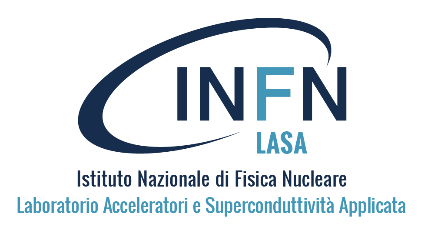 INFN
LASA
Istituto Nazionale di Fisica Nucleare
Laboratorio Acceleratori e Superconduttività Applicata